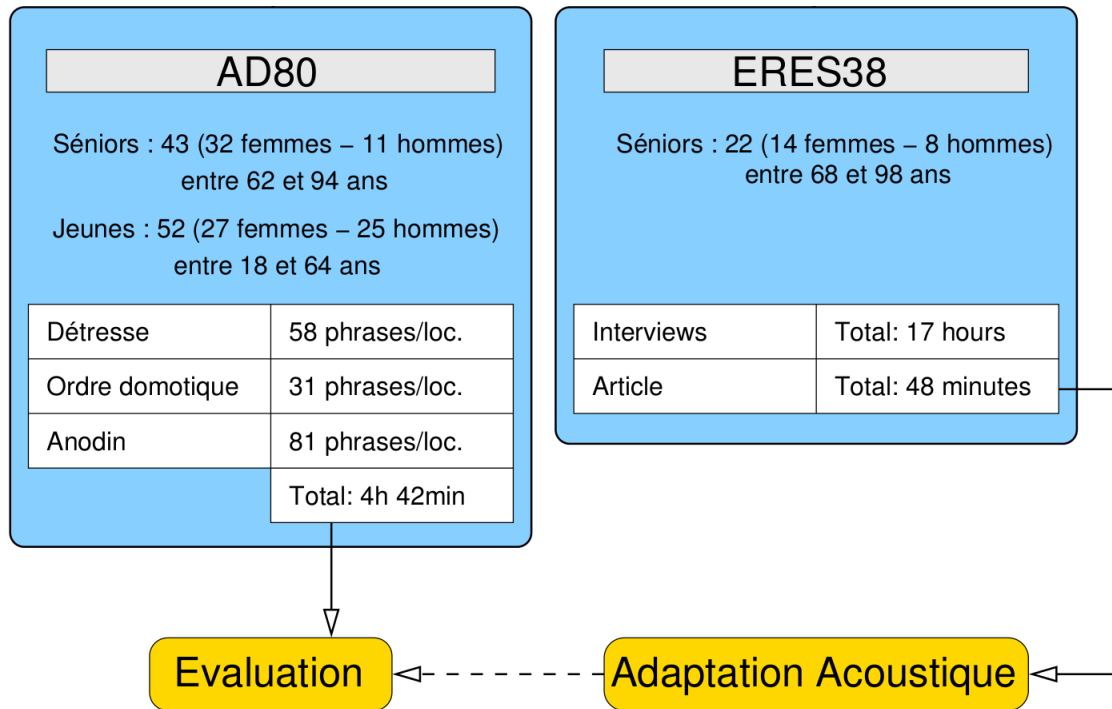 AD80
Séniors : 43 (32 femmes – 11 hommes)
entre 62 et 94 ans
Jeunes : 52 (27 femmes – 25 hommes)
entre 18 et 64 ans
Détresse 58 phrases/loc.
Ordre domotique 31 phrases/loc.
Anodin 81 phrases/loc.
Total: 4h 42min
ERES38
Séniors : 22 (14 femmes – 8 hommes)
entre 68 et 98 ans
Interviews Total: 17 hours
Article Total: 48 minutes
Evaluation
Adaptation Acoustique